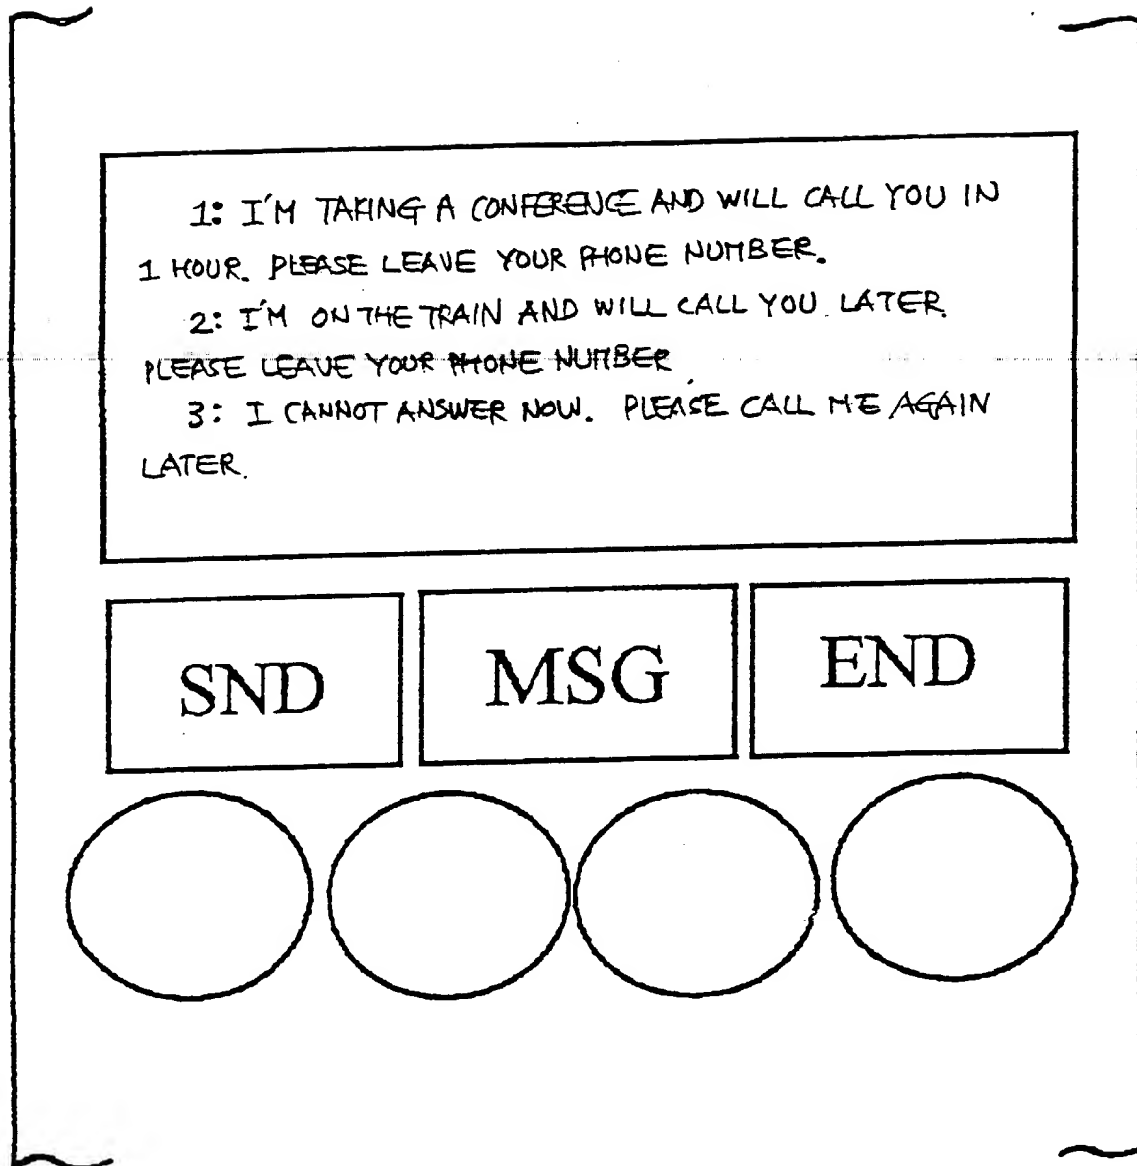 1: I'M TAKING A CONFERENCE AND WILL CALL YOU IN
1 HOUR. PLEASE LEAVE YOUR PHONE NUMBER.
2: I'M ON THE TRAIN AND WILL CALL YOU LATER.
PLEASE LEAVE YOUR PHONE NUMBER.
3: I CANNOT ANSWER NOW. PLEASE CALL ME AGAIN
LATER.
SND MSG END